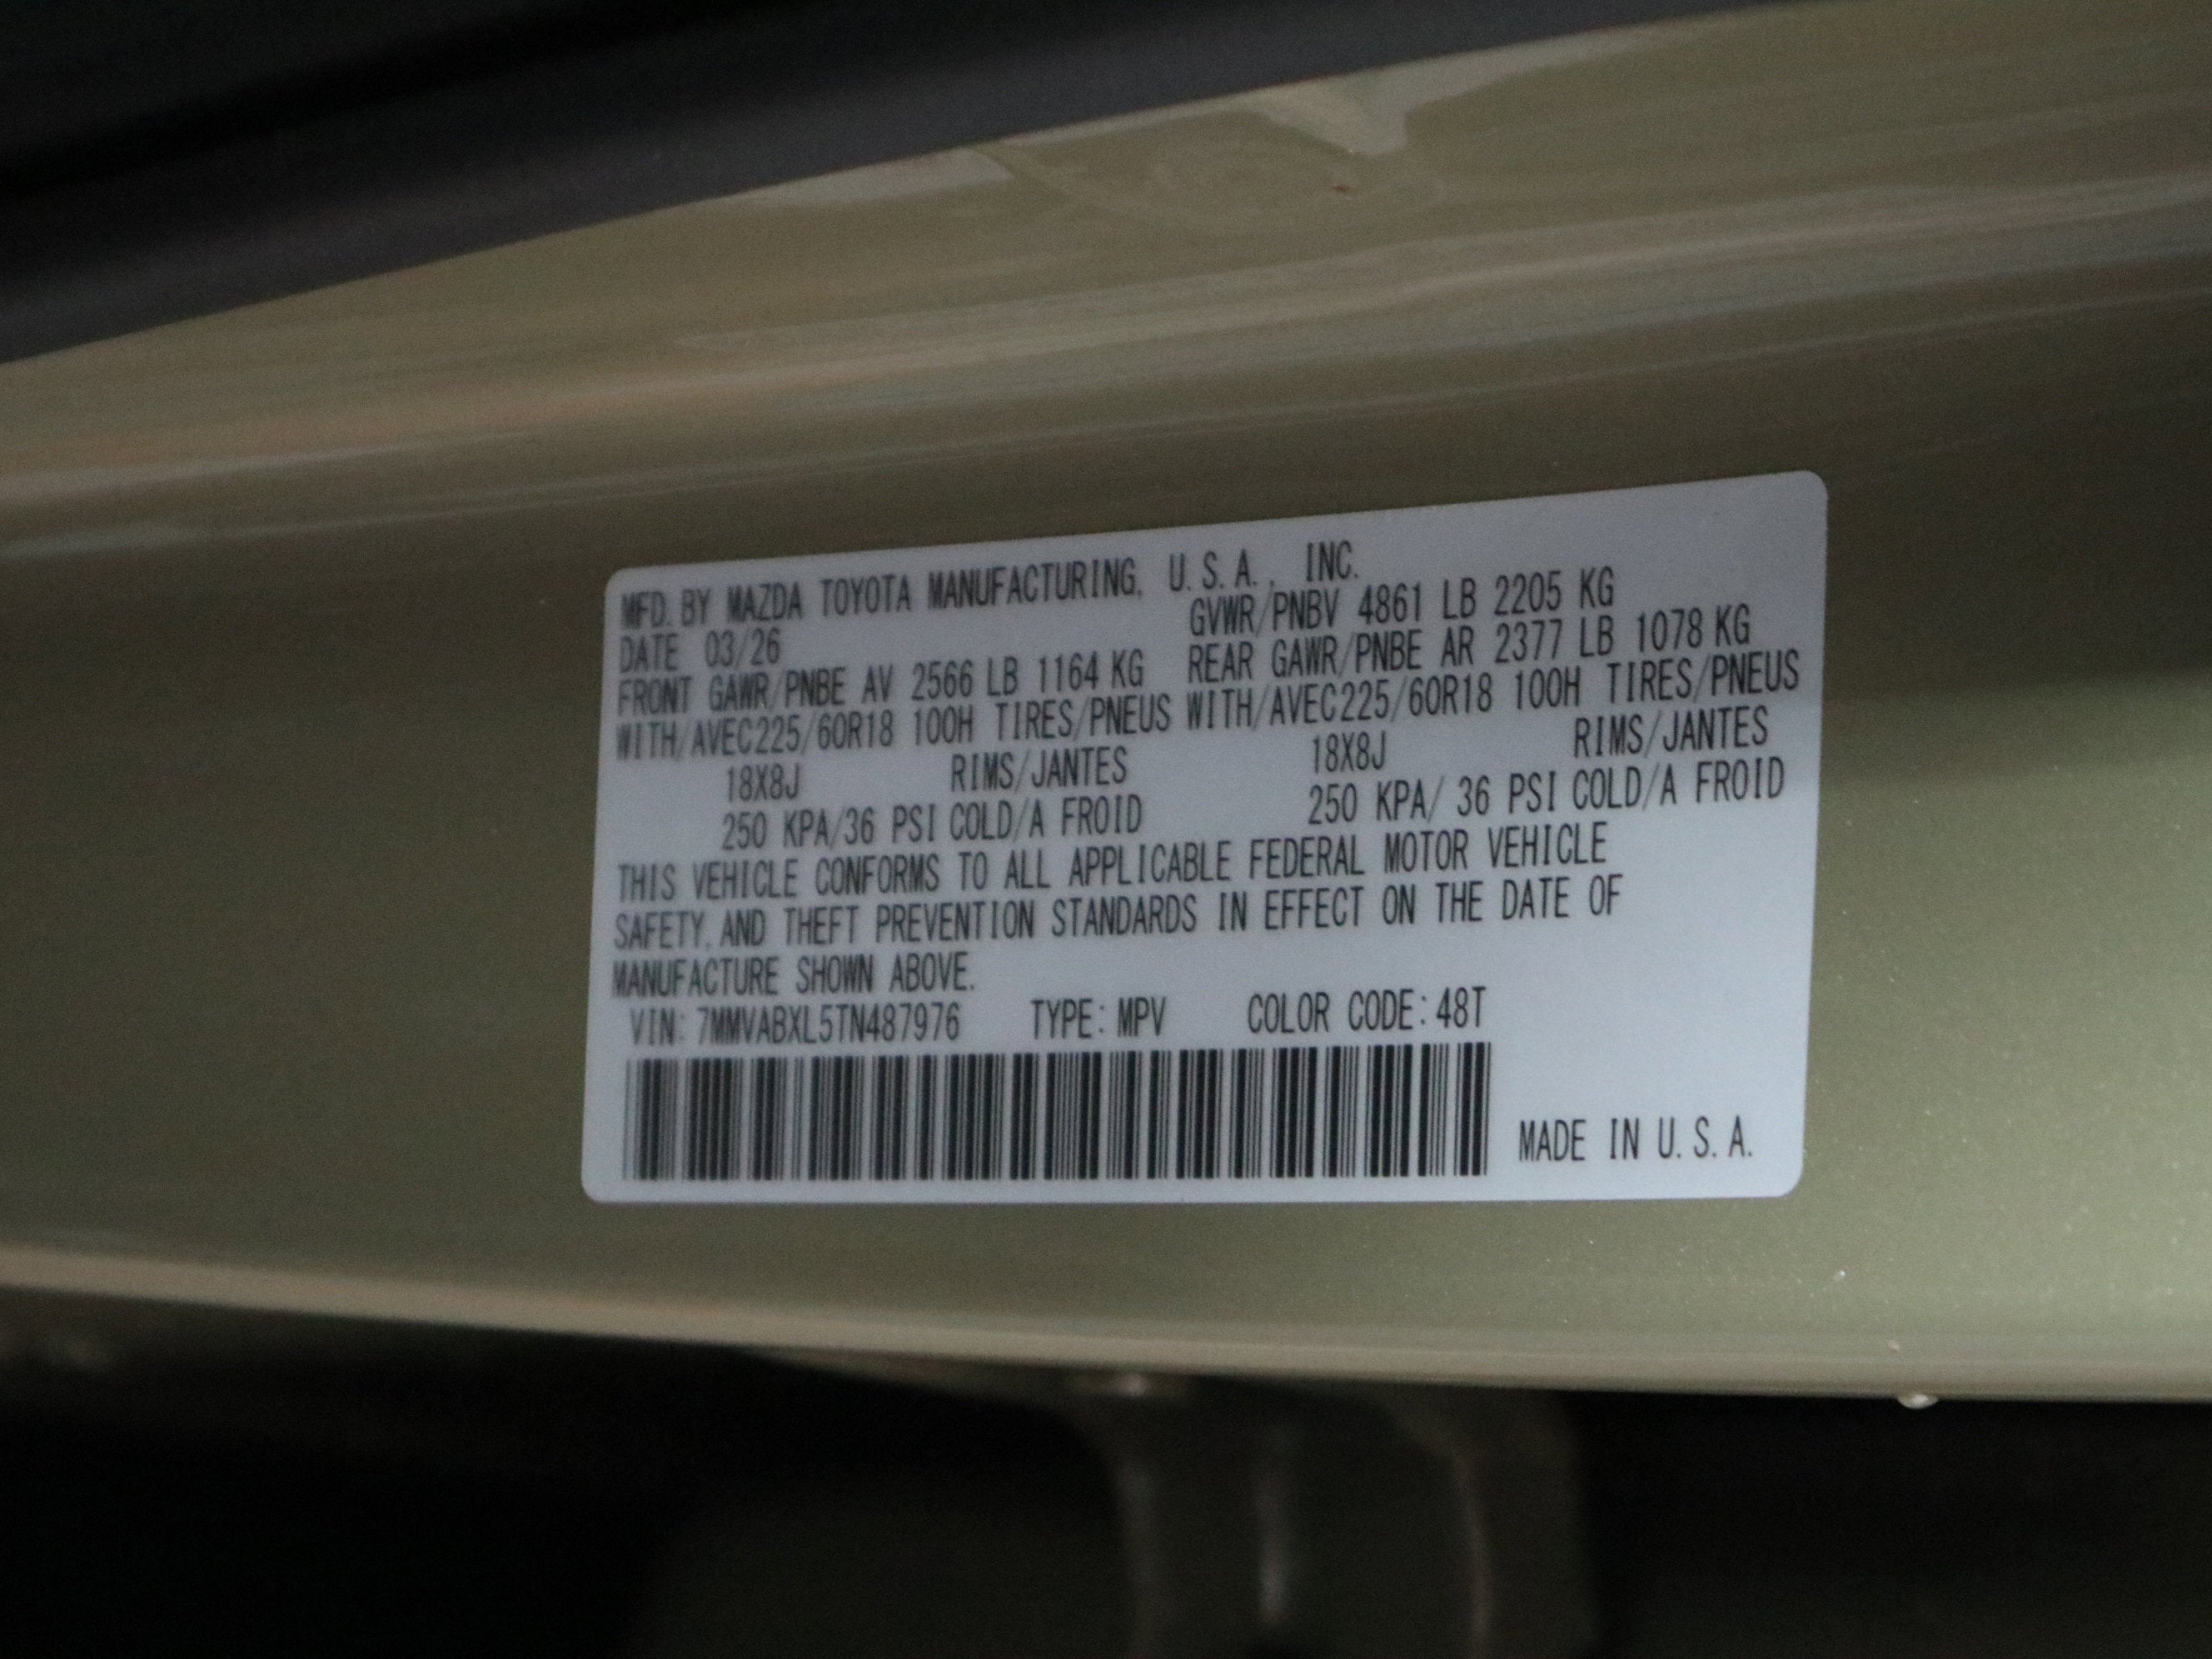 MFD. BY MAZDA TOYOTA MANUFACTURING, U.S.A., INC.
DATE 03/26 GVWR/PNBV 4861 LB 2205 KG
FRONT GAWR/PNBE AV 2566 LB 1164 KG REAR GAWR/PNBE AR 2377 LB 1078 KG
WITH/AVEC225/60R18 100H TIRES/PNEUS WITH/AVEC225/60R18 100H TIRES/PNEUS
18X8J RIMS/JANTES 18X8J RIMS/JANTES
250 KPA/36 PSI COLD/A FROID 250 KPA/ 36 PSI COLD/A FROID
THIS VEHICLE CONFORMS TO ALL APPLICABLE FEDERAL MOTOR VEHICLE
SAFETY, AND THEFT PREVENTION STANDARDS IN EFFECT ON THE DATE OF
MANUFACTURE SHOWN ABOVE.
VIN: 7MMVABXL5TN487976 TYPE: MPV COLOR CODE: 48T
MADE IN U.S.A.